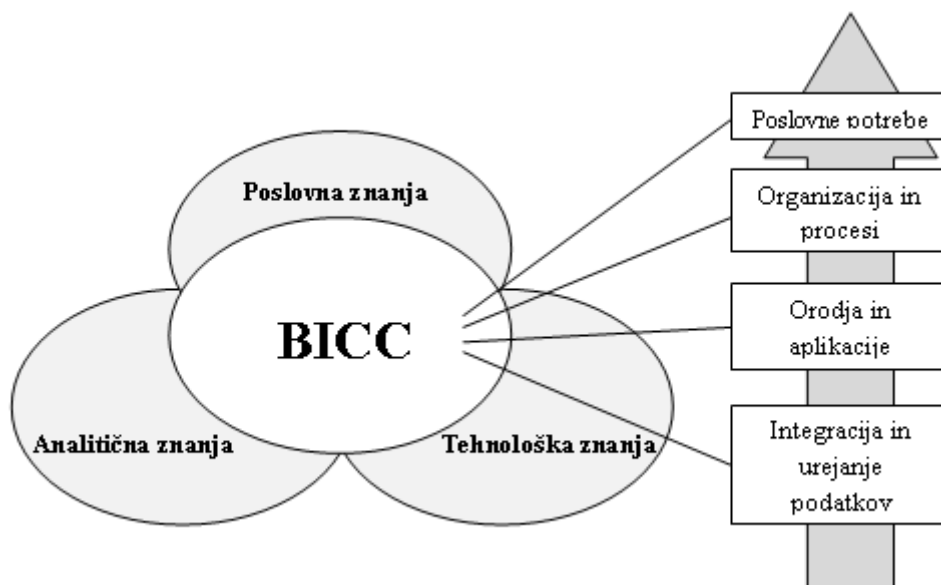 Poslovna znanja
BICC
Analitična znanja
Tehnološka znanja
Poslovne potrebe
Organizacija in
procesi
Orodja in
aplikacije
Integracija in
urejanje
podatkov